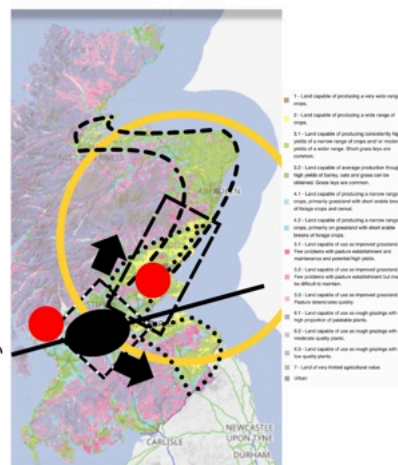 ABERDEEN
CARLISLE
NEWCASTLE
UPON TYNE
DURHAM
1 - Land capable of producing a very wide range
crops.
2 - Land capable of producing a wide range of
crops.
3.1 - Land capable of producing consistently high
yields of a narrow range of crops and/ or moderate
yields of a wider range. Short grass leys are
common.
3.2 - Land capable of average production though
high yields of barley, oats and grass can be
obtained. Grass leys are common.
4.1 - Land capable of producing a narrow range
crops, primarily grassland with short arable breaks
of forage crops and cereal.
4.2 - Land capable of producing a narrow range
crops, primarily on grassland with short arable
breaks of forage crops.
5.1 - Land capable of use as improved grassland.
Few problems with pasture establishment and
maintenance and potential high yields.
5.2 - Land capable of use as improved grassland.
Few problems with pasture establishment but may
be difficult to maintain.
5.3 - Land capable of use as improved grassland.
Pasture deteriorates quickly.
6.1 - Land capable of use as rough grazings with
high proportion of palatable plants.
6.2 - Land capable of use as rough grazings with
moderate quality plants.
6.3 - Land capable of use as rough grazings with
low quality plants.
7 - Land of very limited agricultural value.
Urban